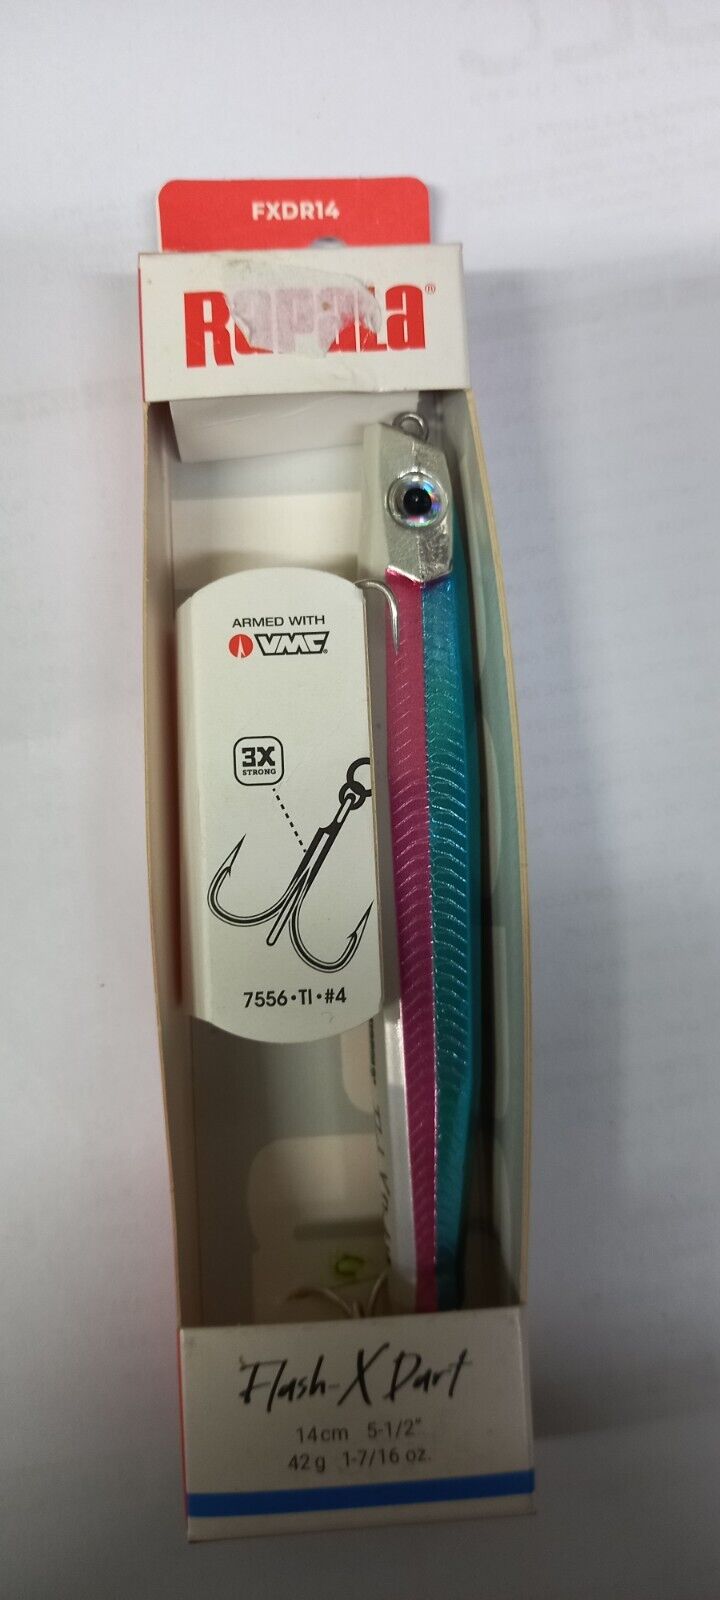 FXDR14
Rapala®
ARMED WITH
VMC®
3X
STRONG
7556•TI•#4
Flash-X Dart
14cm 5-1/2"
42g 1-7/16 oz.